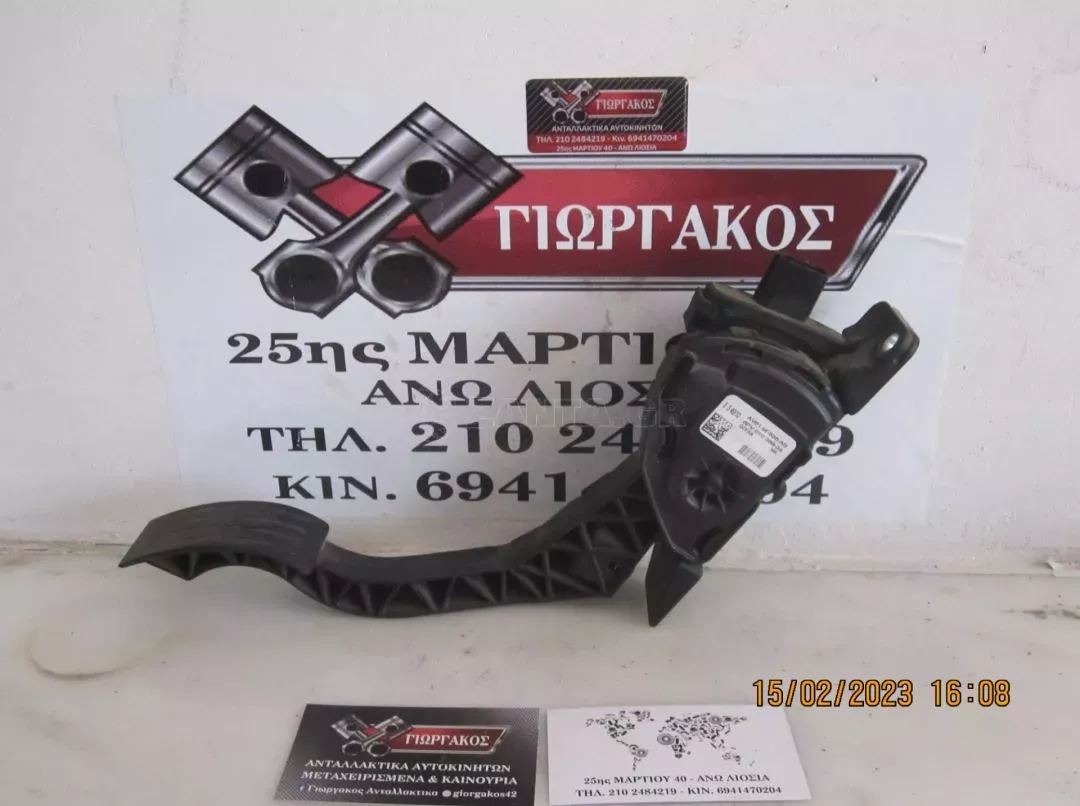 ΓΙΩΡΓΑΚΟΣ
ΑΝΤΑΛΛΑΚΤΙΚΑ ΑΥΤΟΚΙΝΗΤΩΝ
ΤΗΛ. 210 2484219 - Κιν. 6941470204
25ης ΜΑΡΤΙΟΥ 40 - ΑΝΩ ΛΙΟΣΙΑ
ΓΙΩΡΓΑΚΟΣ
25ης ΜΑΡΤΙ
ΑΝΩ ΛΙΟΣ
ΤΗΛ. 210 24 9
ΚΙΝ. 6941 04
15/02/2023 16:08
ΓΙΩΡΓΑΚΟΣ
ΑΝΤΑΛΛΑΚΤΙΚΑ ΑΥΤΟΚΙΝΗΤΩΝ
ΜΕΤΑΧΕΙΡΙΣΜΕΝΑ & ΚΑΙΝΟΥΡΙΑ
f Γιωργακος Ανταλλακτικα @giorgakos42
25ης ΜΑΡΤΙΟΥ 40 - ΑΝΩ ΛΙΟΣΙΑ
ΤΗΛ. 210 2484219 - ΚΙΝ. 6941470204